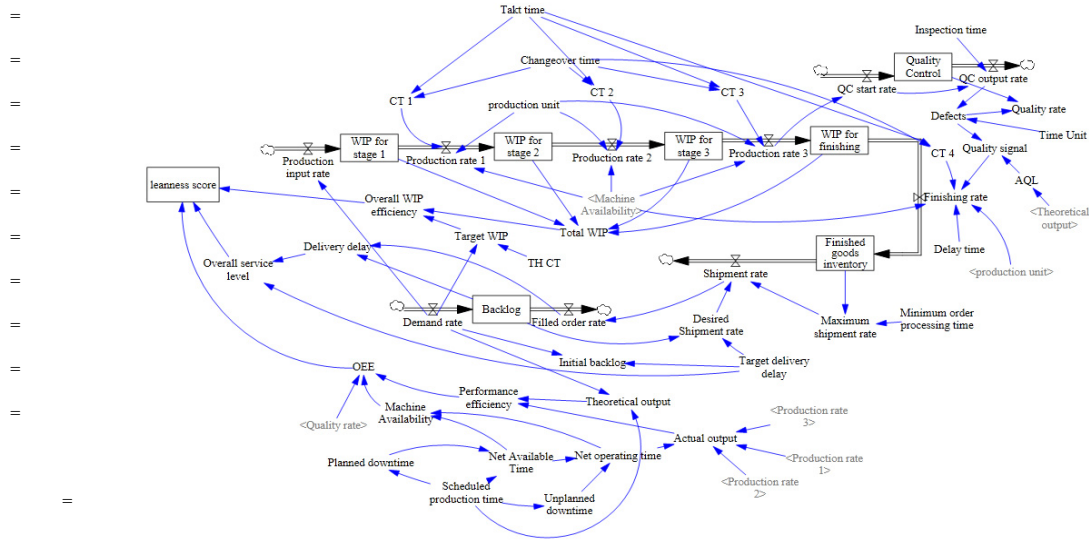 =
Takt time
Inspection time
=
Changeover time
Quality
Control
QC output rate
QC start rate
=
CT 1
production unit
CT 2
CT 3
Defects
Quality rate
Time Unit
=
WIP for
stage 1
WIP for
stage 2
WIP for
stage 3
WIP for
finishing
Production
input rate
Production rate 1
Production rate 2
Production rate 3
CT 4
Quality signal
leanness score
=
Overall WIP
efficiency
<Machine
Availability>
AQL
Finishing rate
<Theoretical
output>
=
Delivery delay
Target WIP
Total WIP
Overall service
level
TH CT
Finished
goods
inventory
Delay time
<production unit>
=
Shipment rate
Backlog
Demand rate
Filled order rate
Desired
Shipment rate
Maximum
shipment rate
Minimum order
processing time
=
Initial backlog
Target delivery
delay
=
OEE
Performance
efficiency
Theoretical output
=
Machine
Availability
<Quality rate>
<Production rate
3>
Actual output
Planned downtime
Net Available
Time
Net operating time
<Production rate
1>
<Production rate
2>
Scheduled
production time
Unplanned
downtime
=